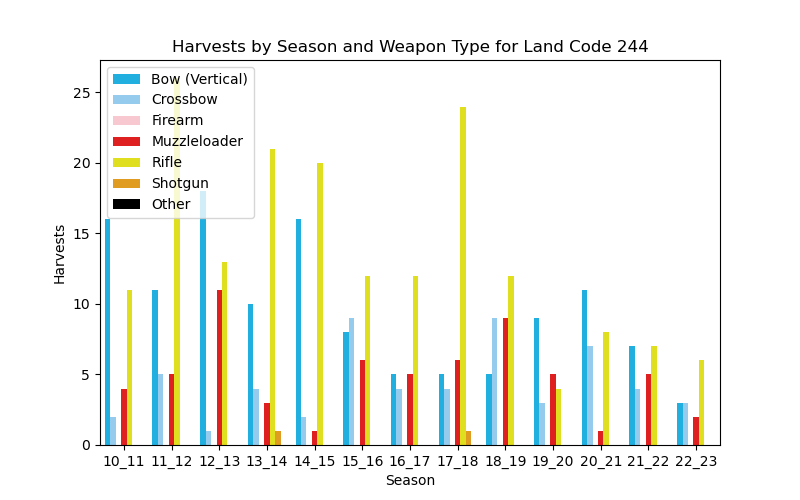 Harvests by Season and Weapon Type for Land Code 244
Bow (Vertical)
Crossbow
Firearm
Muzzleloader
Rifle
Shotgun
Other
25
20
15
10
5
0
Harvests
10_11 11_12 12_13 13_14 14_15 15_16 16_17 17_18 18_19 19_20 20_21 21_22 22_23
Season